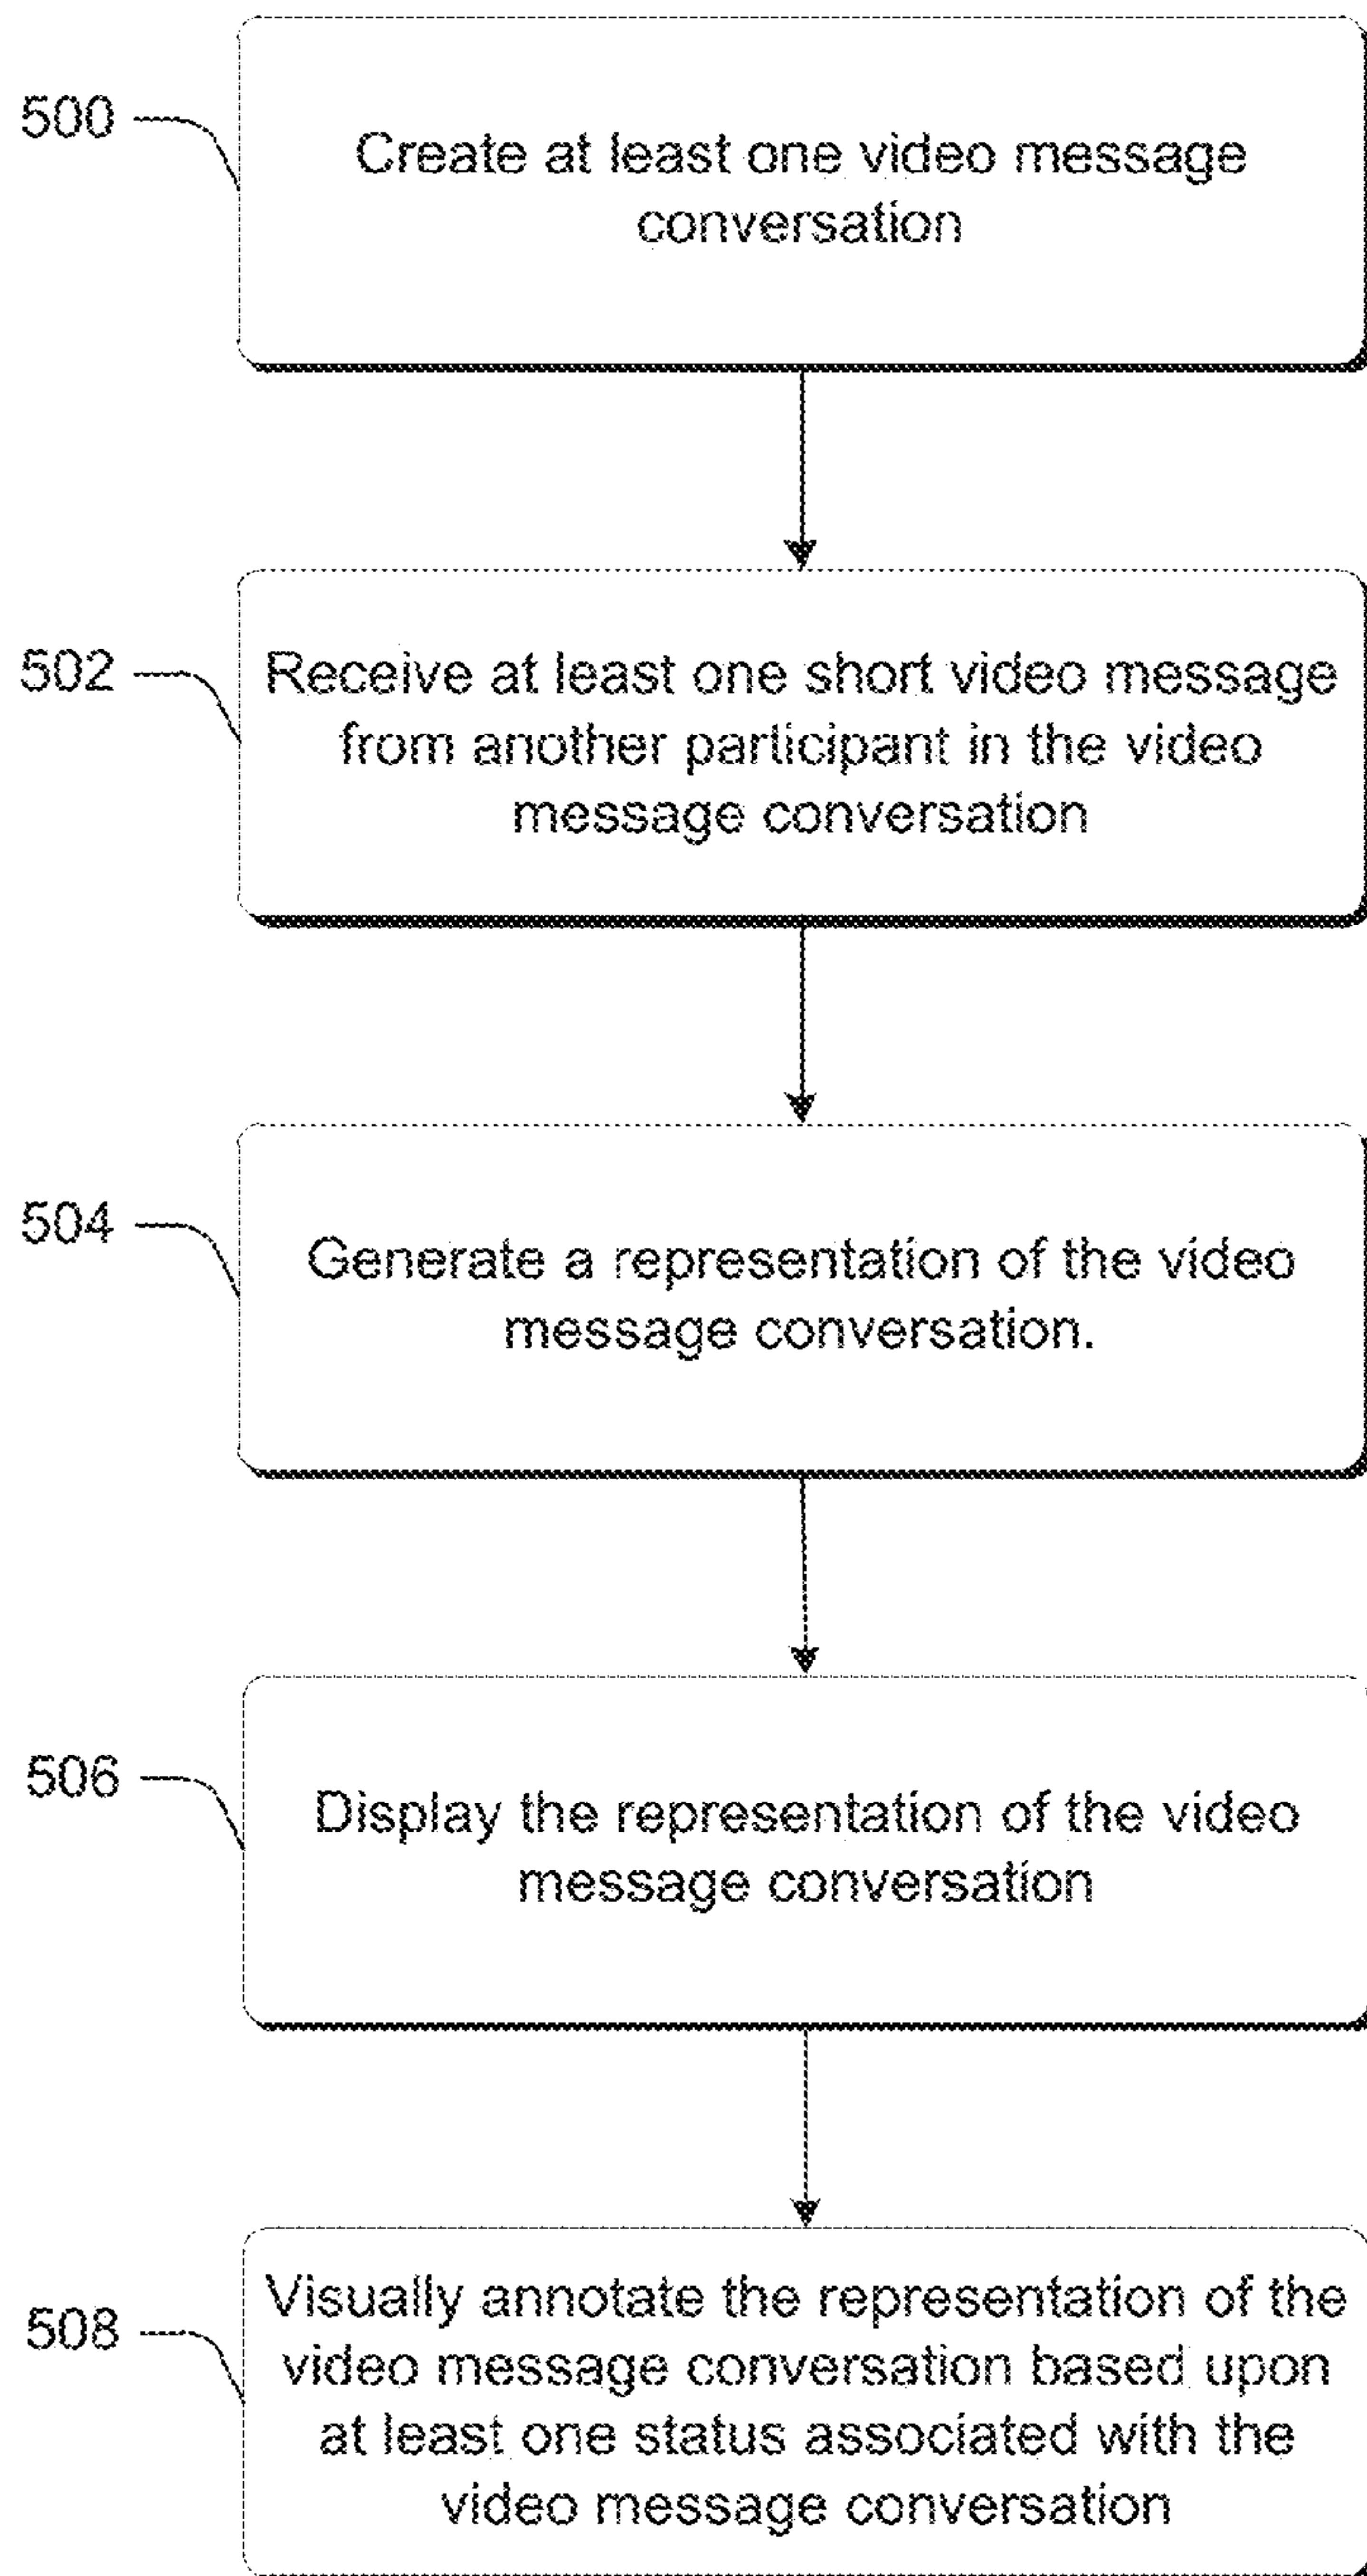 500
Create at least one video message
conversation
502
Receive at least one short video message
from another participant in the video
message conversation
504
Generate a representation of the video
message conversation.
506
Display the representation of the video
message conversation
508
Visually annotate the representation of the
video message conversation based upon
at least one status associated with the
video message conversation